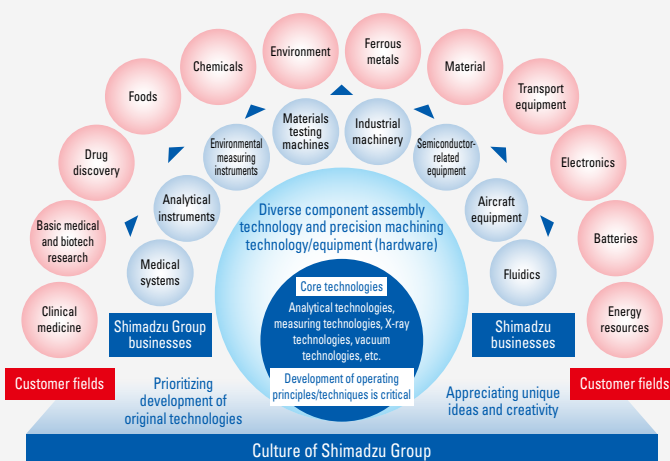 Environment
Ferrous
metals
Chemicals
Material
Foods
Transport
equipment
Drug
discovery
Electronics
Basic medical
and biotech
research
Batteries
Clinical
medicine
Energy
resources
Materials
testing
machines
Industrial
machinery
Environmental
measuring
instruments
Semiconductor-
related
equipment
Analytical
instruments
Aircraft
equipment
Medical
systems
Fluidics
Diverse component assembly
technology and precision machining
technology/equipment (hardware)
Core technologies
Analytical technologies,
measuring technologies, X-ray
technologies, vacuum
technologies, etc.
Development of operating
principles/techniques is critical
Shimadzu Group
businesses
Shimadzu
businesses
Customer fields
Customer fields
Prioritizing
development of
original technologies
Appreciating unique
ideas and creativity
Culture of Shimadzu Group